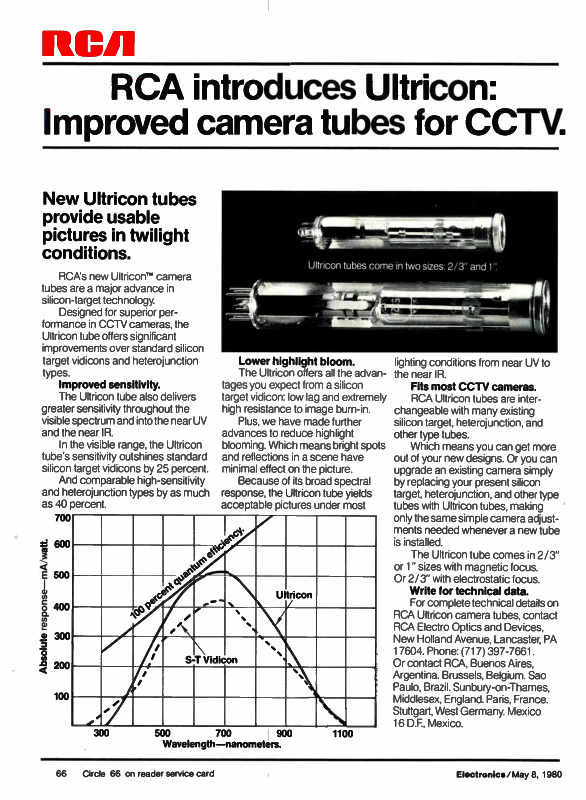 RCA
RCA introduces Ultricon:
Improved camera tubes for CCTV.
New Ultricon tubes
provide usable
pictures in twilight
conditions.
RCA's new Ultricon™ camera
tubes are a major advance in
silicon-target technology.
Designed for superior per-
formance in CCTV cameras, the
Ultricon tube offers significant
improvements over standard silicon
target vidicons and heterojunction
types.
Improved sensitivity.
The Ultricon tube also delivers
greater sensitivity throughout the
visible spectrum and into the near UV
and the near IR.
In the visible range, the Ultricon
tube's sensitivity outshines standard
silicon target vidicons by 25 percent.
And comparable high-sensitivity
and heterojunction types by as much
as 40 percent.
Ultricon tubes come in two sizes: 2/3" and 1".
Lower highlight bloom.
The Ultricon offers all the advan-
tages you expect from a silicon
target vidicon: low lag and extremely
high resistance to image burn-in.
Plus, we have made further
advances to reduce highlight
blooming. Which means bright spots
and reflections in a scene have
minimal effect on the picture.
Because of its broad spectral
response, the Ultricon tube yields
acceptable pictures under most
lighting conditions from near UV to
the near IR.
Fits most CCTV cameras.
RCA Ultricon tubes are inter-
changeable with many existing
silicon target, heterojunction, and
other type tubes.
Which means you can get more
out of your new designs. Or you can
upgrade an existing camera simply
by replacing your present silicon
target, heterojunction, and other type
tubes with Ultricon tubes, making
only the same simple camera adjust-
ments needed whenever a new tube
is installed.
The Ultricon tube comes in 2/3"
or 1" sizes with magnetic focus.
Or 2/3" with electrostatic focus.
Write for technical data.
For complete technical details on
RCA Ultricon camera tubes, contact
RCA Electro Optics and Devices,
New Holland Avenue, Lancaster, PA
17604. Phone: (717) 397-7661.
Or contact RCA, Buenos Aires,
Argentina. Brussels, Belgium. Sao
Paulo, Brazil. Sunbury-on-Thames,
Middlesex, England. Paris, France.
Stuttgart, West Germany. Mexico
16 D.F., Mexico.
Absolute response—mA/watt.
700
600
500
400
300
200
100
100 percent quantum efficiency.
Ultricon
S-T Vidicon
300 500 700 900 1100
Wavelength—nanometers.
66 Circle 66 on reader service card
Electronics/May 8, 1980